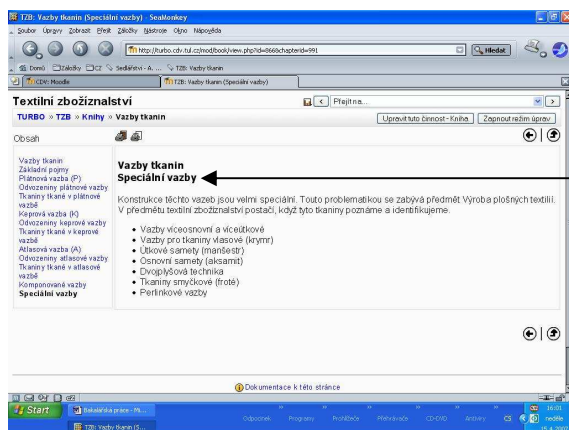 TZB: Vazby tkanin (Speciální vazby) - SeaMonkey
Soubor Úpravy Zobrazit Přejít Záložky Nástroje Okno Nápověda
http://turbo.cdv.tul.cz/mod/book/view.php?id=866&chapterid=991
Hledat
Domů Záložky CZ Sedlářství - A. ... TZB: Vazby tkanin
CDV: Moodle
TZB: Vazby tkanin (Speciální vazby)
Textilní zbožíznalství
Přejít na...
TURBO » TZB » Knihy » Vazby tkanin
Upravit tuto činnost-Kniha
Zapnout režim úprav
Obsah
Vazby tkanin
Základní pojmy
Plátnová vazba (P)
Odvozeniny plátnové vazby
Tkaniny tkané v plátnové
vazbě
Keprová vazba (K)
Odvozeniny keprové vazby
Tkaniny tkané v keprové
vazbě
Atlasová vazba (A)
Odvozeniny atlasové vazby
Tkaniny tkané v atlasové
vazbě
Komponované vazby
Speciální vazby
Vazby tkanin
Speciální vazby
Konstrukce těchto vazeb jsou velmi speciální. Touto problematikou se zabývá předmět Výroba plošných textilií.
V předmětu textilní zbožíznalství postačí, když tyto tkaniny poznáme a identifikujeme.
• Vazby víceosnovní a víceútkové
• Vazby pro tkaniny vlasové (krymr)
• Útkové samety (manšestr)
• Osnovní samety (aksamit)
• Dvojplyšová technika
• Tkaniny smyčkové (froté)
• Perlinkové vazby
Dokumentace k této stránce
Start
Bakalářská práce - Mi...
TZB: Vazby tkanin (S...
Odpočinek Programy Prohlížeče Přehrávače CD-DVD Antiviry
CS
16:01
neděle
15.4.2007